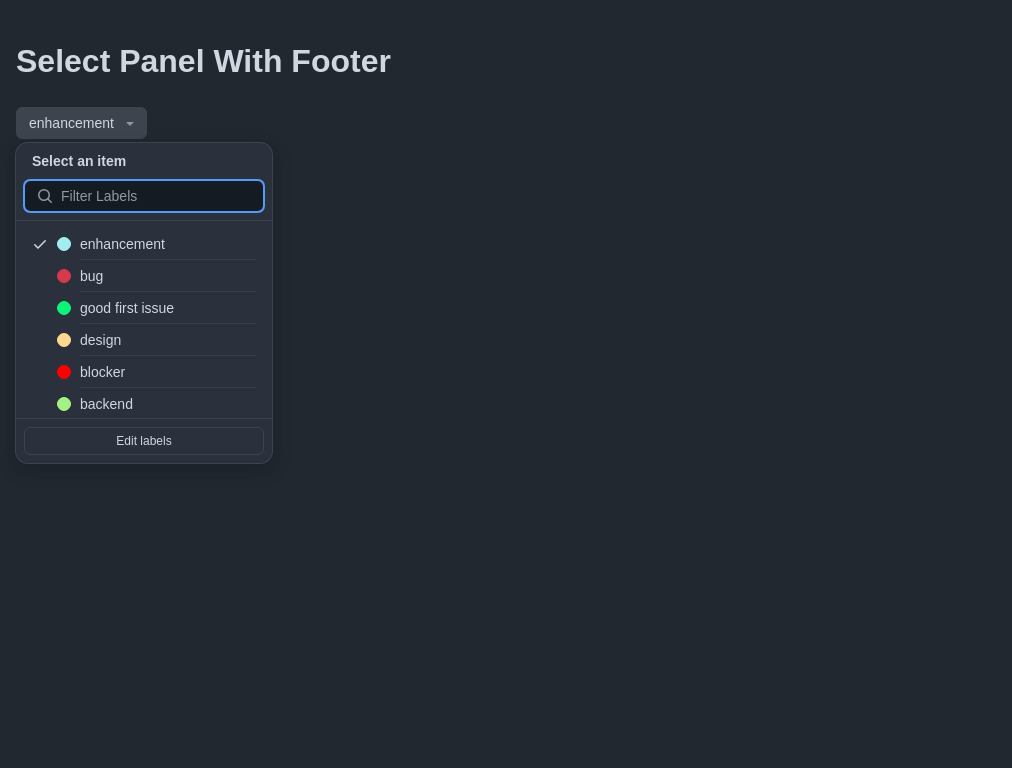 Select Panel With Footer
enhancement
Select an item
Filter Labels
enhancement
bug
good first issue
design
blocker
backend
Edit labels